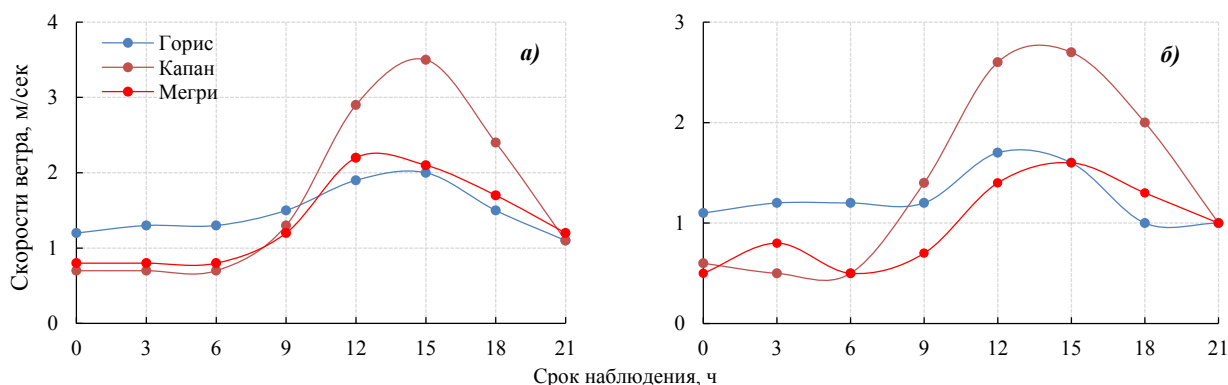 Скорости ветра, м/сек
4
3
2
1
0
Горис
Капан
Мегри
а)
0 3 6 9 12 15 18 21
3
2
1
0
б)
0 3 6 9 12 15 18 21
Срок наблюдения, ч